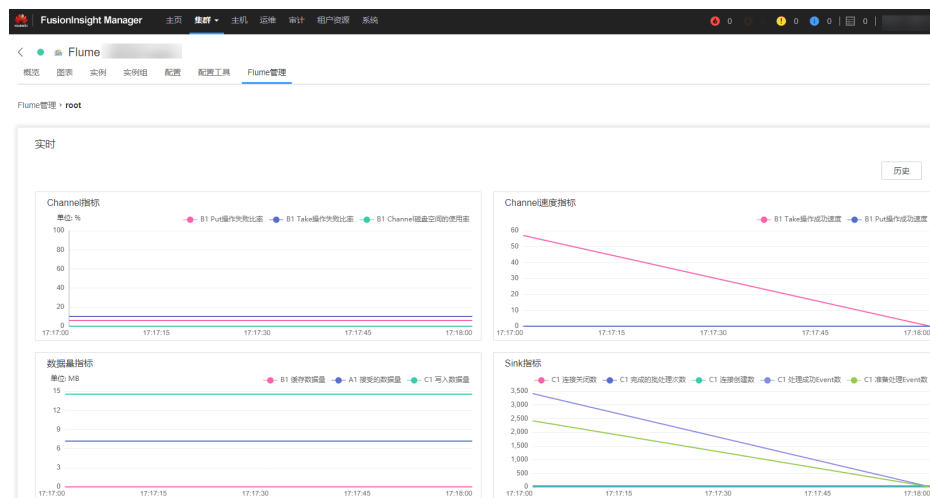 HUAWEI FusionInsight Manager 主页 集群 主机 运维 审计 租户资源 系统 0 0 0 0
Flume
概览 图表 实例 实例组 配置 配置工具 Flume管理
Flume管理 › root
实时
历史
Channel指标
单位: % B1 Put操作失败比率 B1 Take操作失败比率 B1 Channel磁盘空间的使用率
100
80
60
40
20
0
17:17:00 17:17:15 17:17:30 17:17:45 17:18:00
Channel速度指标
B1 Take操作成功速度 B1 Put操作成功速度
60
50
40
30
20
10
0
17:17:00 17:17:15 17:17:30 17:17:45 17:18:00
数据量指标
单位: MB B1 缓存数据量 A1 接受的数据量 C1 写入数据量
15
12
9
6
3
0
17:17:00 17:17:15 17:17:30 17:17:45 17:18:00
Sink指标
C1 连接关闭数 C1 完成的批处理次数 C1 连接创建数 C1 处理成功Event数 C1 准备处理Event数
3,500
3,000
2,500
2,000
1,500
1,000
500
0
17:17:00 17:17:15 17:17:30 17:17:45 17:18:00